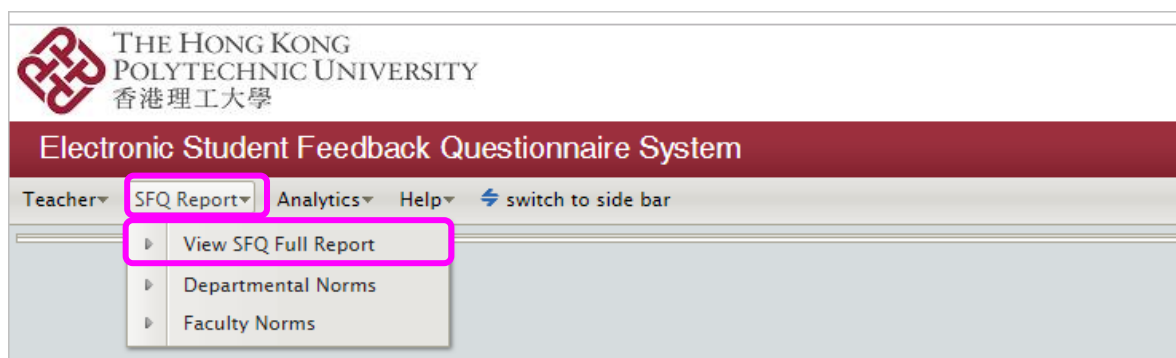 THE HONG KONG
POLYTECHNIC UNIVERSITY
香港理工大學
Electronic Student Feedback Questionnaire System
Teacher SFQ Report Analytics Help switch to side bar
View SFQ Full Report
Departmental Norms
Faculty Norms